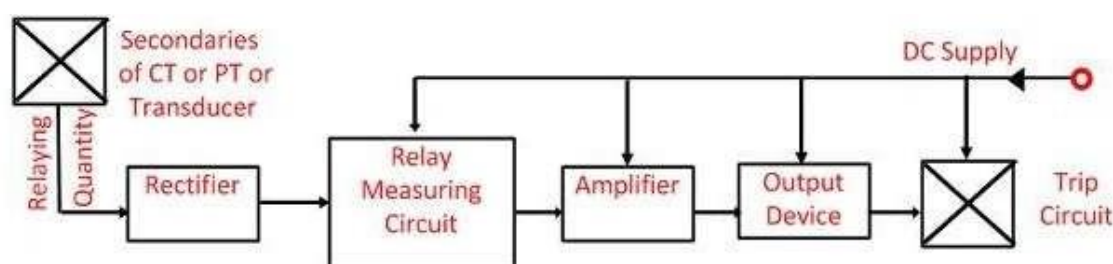 Secondaries
of CT or PT or
Transducer
DC Supply
Relaying
Quantity
Rectifier
Relay
Measuring
Circuit
Amplifier
Output
Device
Trip
Circuit